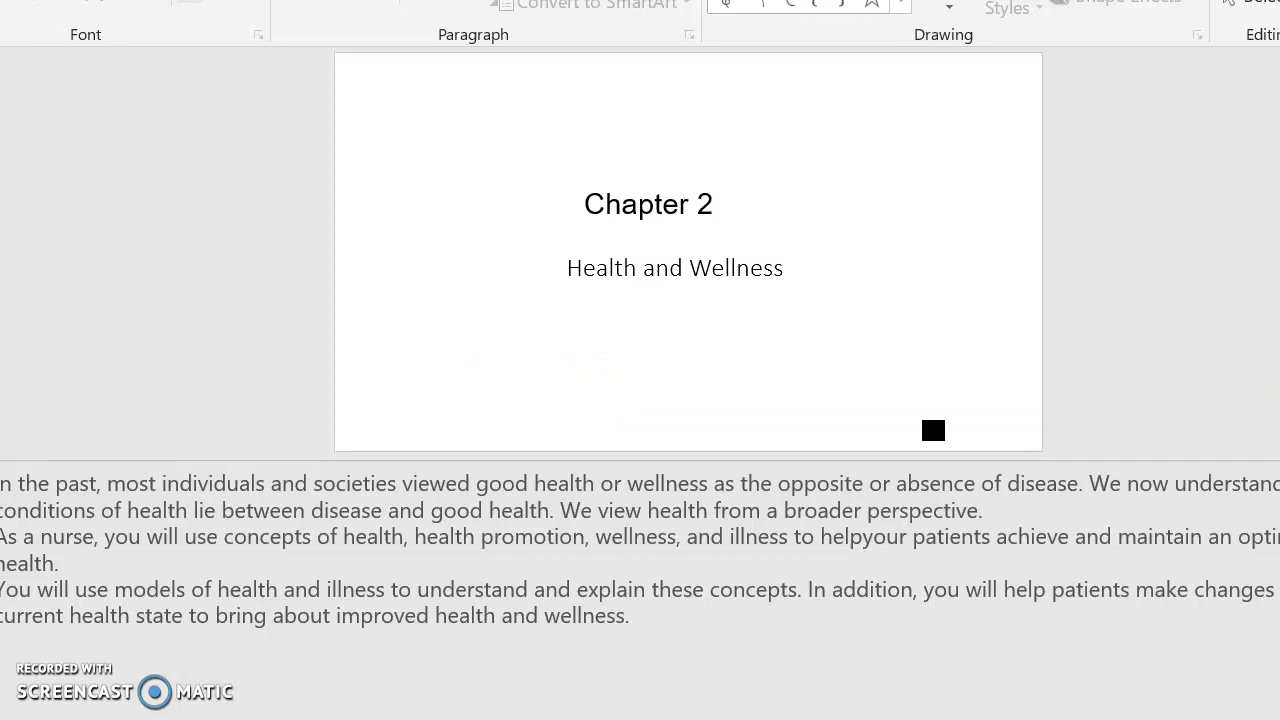 Convert to SmartArt
Styles
Shape Effects
Font
Paragraph
Drawing
Chapter 2
Health and Wellness
the past, most individuals and societies viewed good health or wellness as the opposite or absence of disease. We now understand
conditions of health lie between disease and good health. We view health from a broader perspective.
As a nurse, you will use concepts of health, health promotion, wellness, and illness to helpyour patients achieve and maintain an
health.
You will use models of health and illness to understand and explain these concepts. In addition, you will help patients make changes
current health state to bring about improved health and wellness.
RECORDED WITH
SCREENCAST MATIC